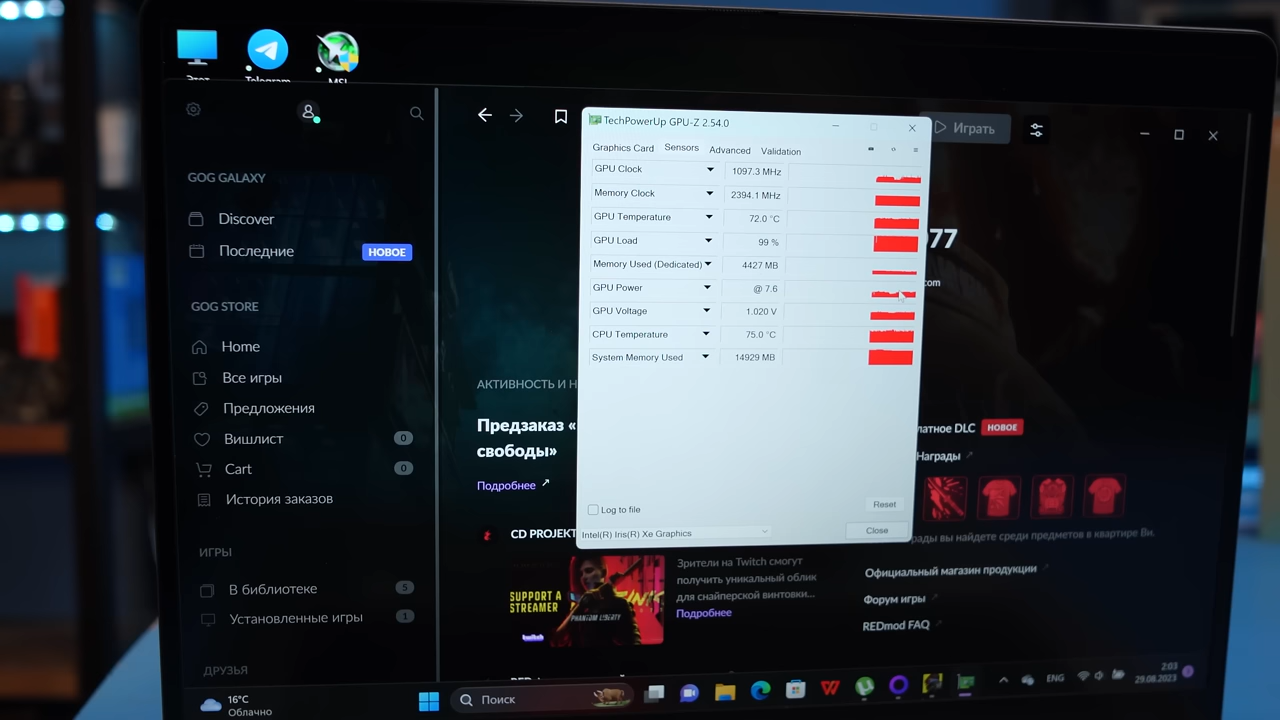 Telegram
MSI
GOG GALAXY
Discover
Последние
НОВОЕ
GOG STORE
Home
Все игры
Предложения
Вишлист
0
Cart
0
История заказов
ИГРЫ
В библиотеке
5
Установленные игры
1
ДРУЗЬЯ
Играть
77
.com
АКТИВНОСТЬ И Н
Предзаказ «
свободы»
Подробнее
CD PROJEKT
SUPPORT A
STREAMER
twitch
PHANTOM LIBERTY
Зрители на Twitch смогут
получить уникальный облик
для снайперской винтовки...
Подробнее
латное DLC
НОВОЕ
Награды
рады вы найдете среди предметов в квартире Ви.
Официальный магазин продукции
Форум игры
REDmod FAQ
TechPowerUp GPU-Z 2.54.0
Graphics Card
Sensors
Advanced
Validation
GPU Clock
1097.3 MHz
Memory Clock
2394.1 MHz
GPU Temperature
72.0 °C
GPU Load
99 %
Memory Used (Dedicated)
4427 MB
GPU Power
@ 7.6
GPU Voltage
1.020 V
CPU Temperature
75.0 °C
System Memory Used
14929 MB
Log to file
Reset
Intel(R) Iris(R) Xe Graphics
Close
16°C
Облачно
Поиск
ENG
2:03
29.08.2023